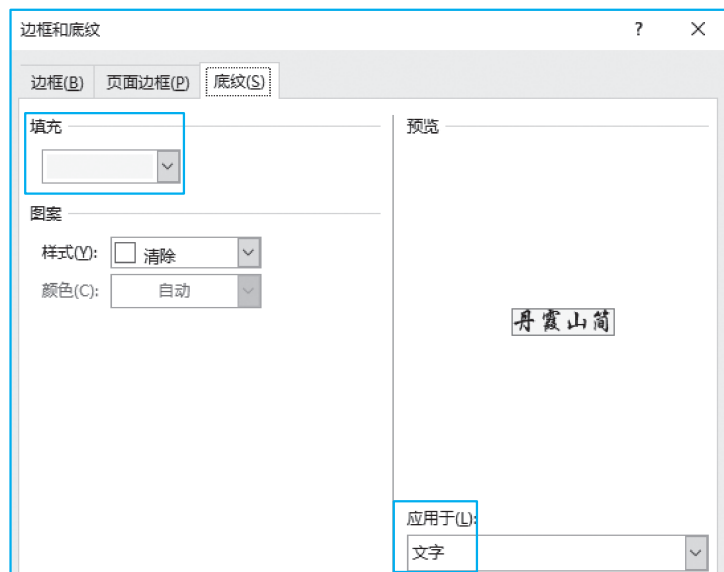 边框和底纹 ?
边框(B) 页面边框(P) 底纹(S)
填充
图案
样式(Y): 清除
颜色(C): 自动
预览
丹霞山简
应用于(L):
文字